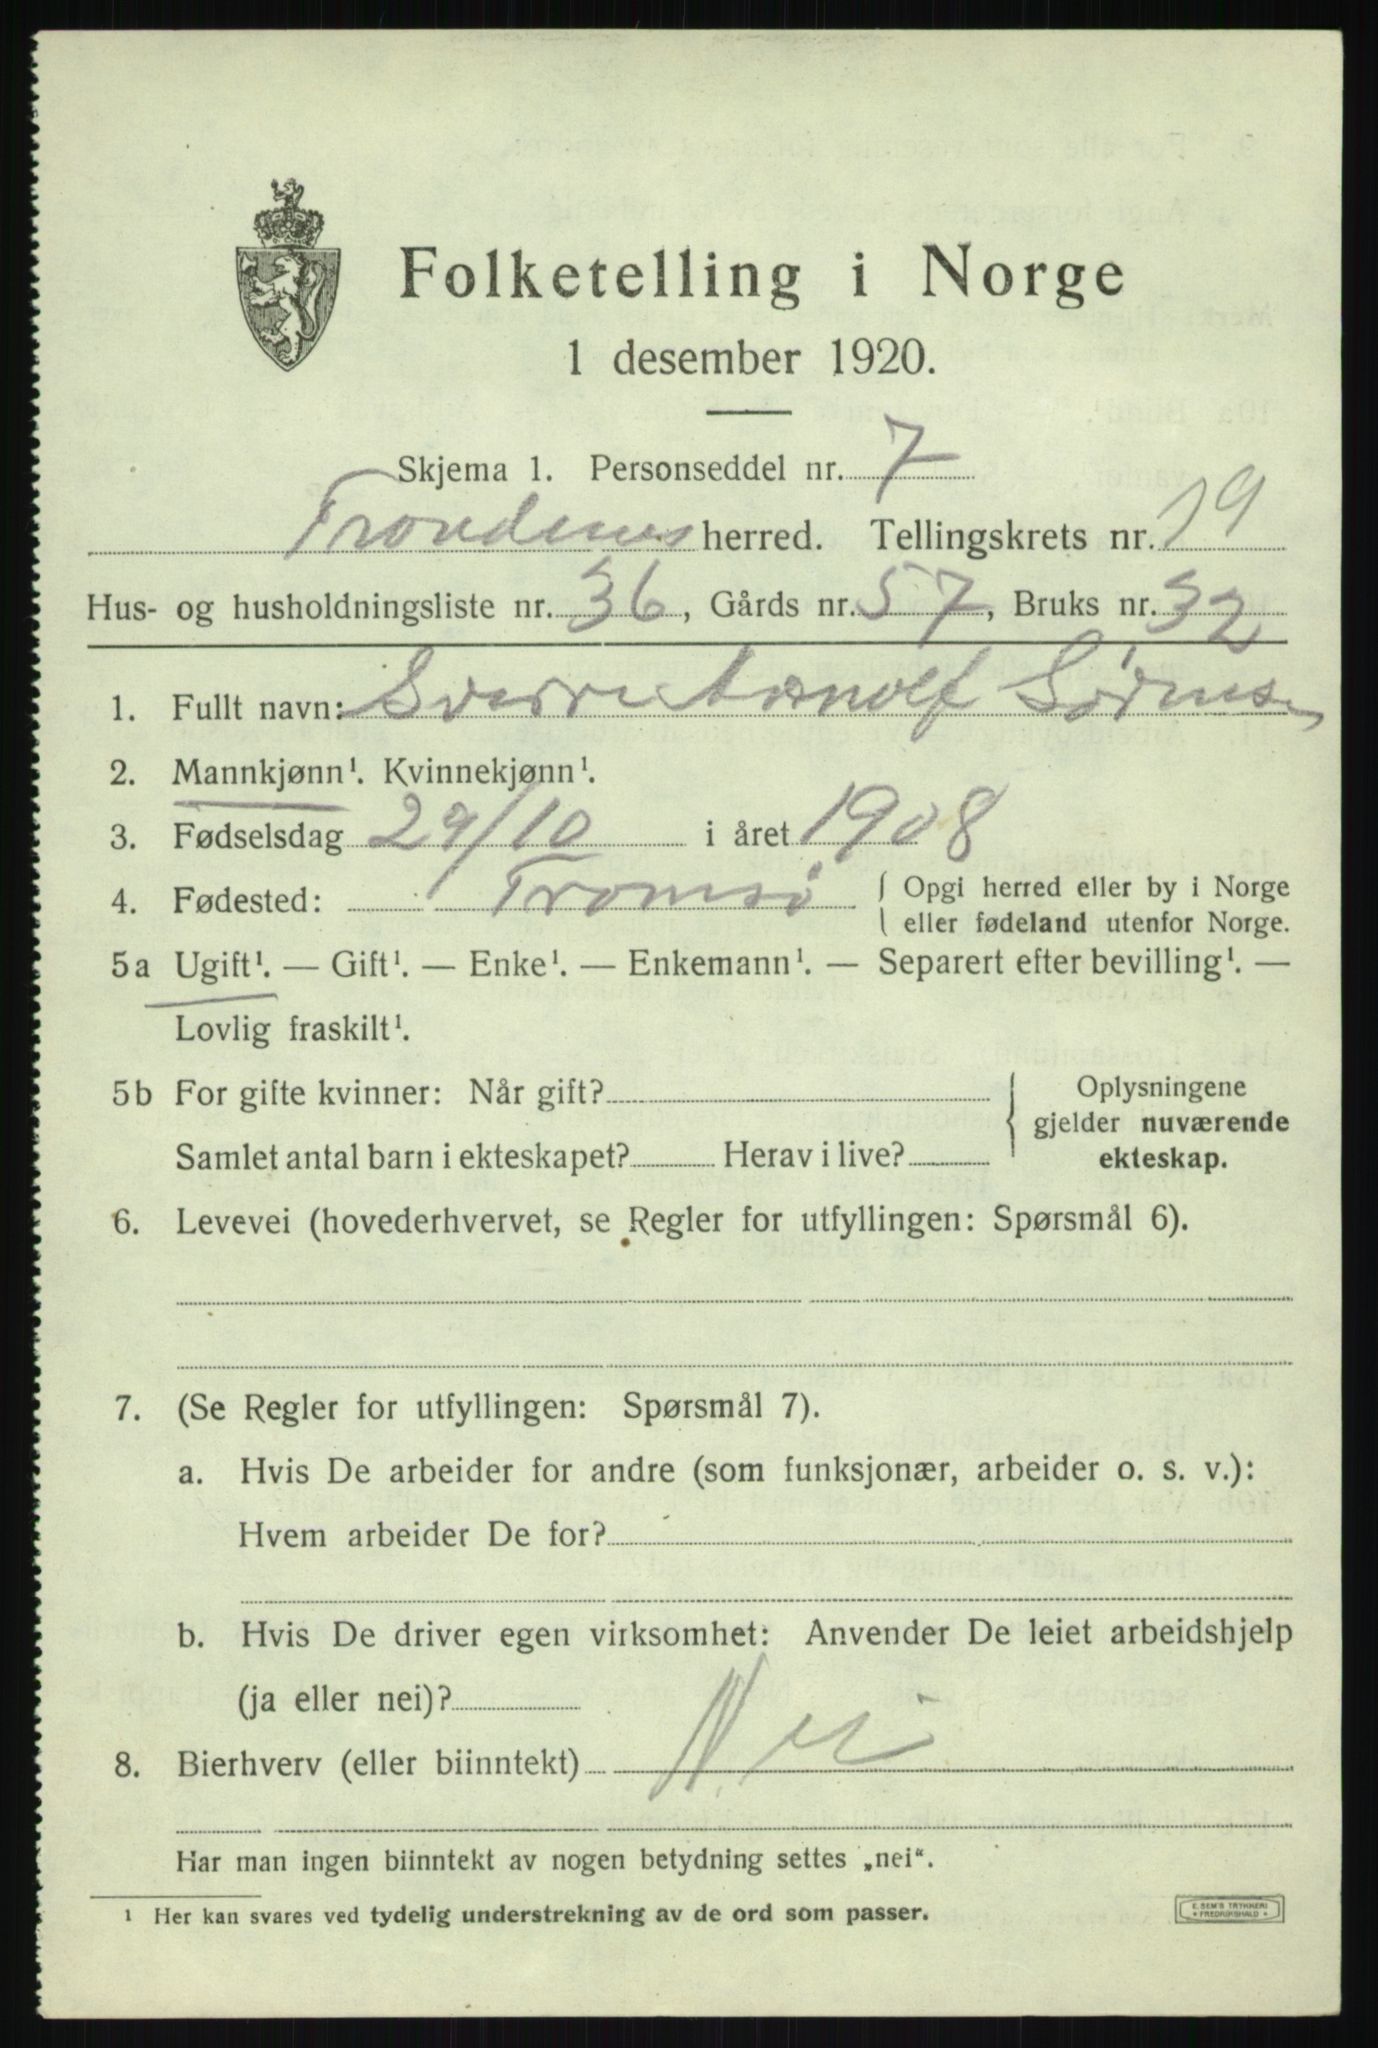 Folketelling i Norge
1 desember 1920.
Skjema 1. Personseddel nr. 7
Trondenes herred. Tellingskrets nr. 19
Hus- og husholdningsliste nr. 36, Gårds nr. 57, Bruks nr. 32
1. Fullt navn: Sverre Arnolf Sörens.
2. Mannkjønn¹. Kvinnekjønn¹.
3. Fødselsdag 29/10 i året 1908
4. Fødested: Tromsö { Opgi herred eller by i Norge
eller fødeland utenfor Norge.
5a Ugift¹. — Gift¹. — Enke¹. — Enkemann¹. — Separert efter bevilling¹. —
Lovlig fraskilt¹.
5b For gifte kvinner: Når gift? { Oplysningene
gjelder nuværende
Samlet antal barn i ekteskapet? Herav i live? ekteskap.
6. Levevei (hovederhvervet, se Regler for utfyllingen: Spørsmål 6).
7. (Se Regler for utfyllingen: Spørsmål 7).
a. Hvis De arbeider for andre (som funksjonær, arbeider o. s. v.):
Hvem arbeider De for?
b. Hvis De driver egen virksomhet: Anvender De leiet arbeidshjelp
(ja eller nei)?
8. Bierhverv (eller biinntekt) Nei
Har man ingen biinntekt av nogen betydning settes „nei“.
¹ Her kan svares ved tydelig understrekning av de ord som passer.
E. SEM'S TRYKKERI
* FREDRIKSHALD *